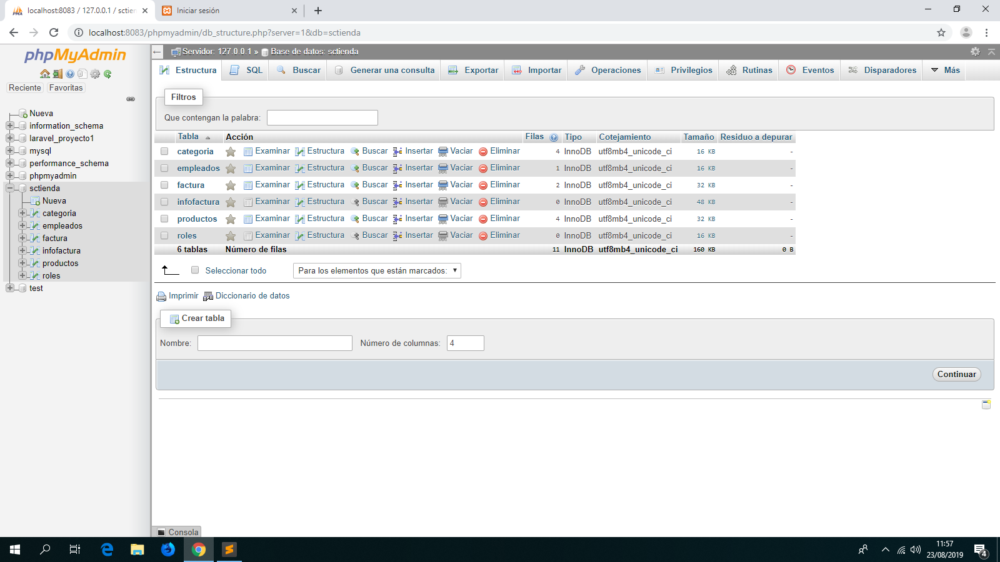 localhost:8083 / 127.0.0.1 / sctien
Iniciar sesión
localhost:8083/phpmyadmin/db_structure.php?server=1&db=sctienda
phpMyAdmin
Reciente Favoritas
Nueva
information_schema
laravel_proyecto1
mysql
performance_schema
phpmyadmin
sctienda
Nueva
categoria
empleados
factura
infofactura
productos
roles
test
Servidor: 127.0.0.1 » Base de datos: sctienda
Estructura SQL Buscar Generar una consulta Exportar Importar Operaciones Privilegios Rutinas Eventos Disparadores Más
Filtros
Que contengan la palabra:
Tabla Acción Filas Tipo Cotejamiento Tamaño Residuo a depurar
categoria Examinar Estructura Buscar Insertar Vaciar Eliminar 4 InnoDB utf8mb4_unicode_ci 16 KB -
empleados Examinar Estructura Buscar Insertar Vaciar Eliminar 1 InnoDB utf8mb4_unicode_ci 16 KB -
factura Examinar Estructura Buscar Insertar Vaciar Eliminar 2 InnoDB utf8mb4_unicode_ci 32 KB -
infofactura Examinar Estructura Buscar Insertar Vaciar Eliminar 0 InnoDB utf8mb4_unicode_ci 48 KB -
productos Examinar Estructura Buscar Insertar Vaciar Eliminar 4 InnoDB utf8mb4_unicode_ci 32 KB -
roles Examinar Estructura Buscar Insertar Vaciar Eliminar 0 InnoDB utf8mb4_unicode_ci 16 KB -
6 tablas Número de filas 11 InnoDB utf8mb4_unicode_ci 160 KB 0 B
Seleccionar todo Para los elementos que están marcados:
Imprimir Diccionario de datos
Crear tabla
Nombre: Número de columnas: 4
Continuar
Consola
11:57
23/08/2019
4